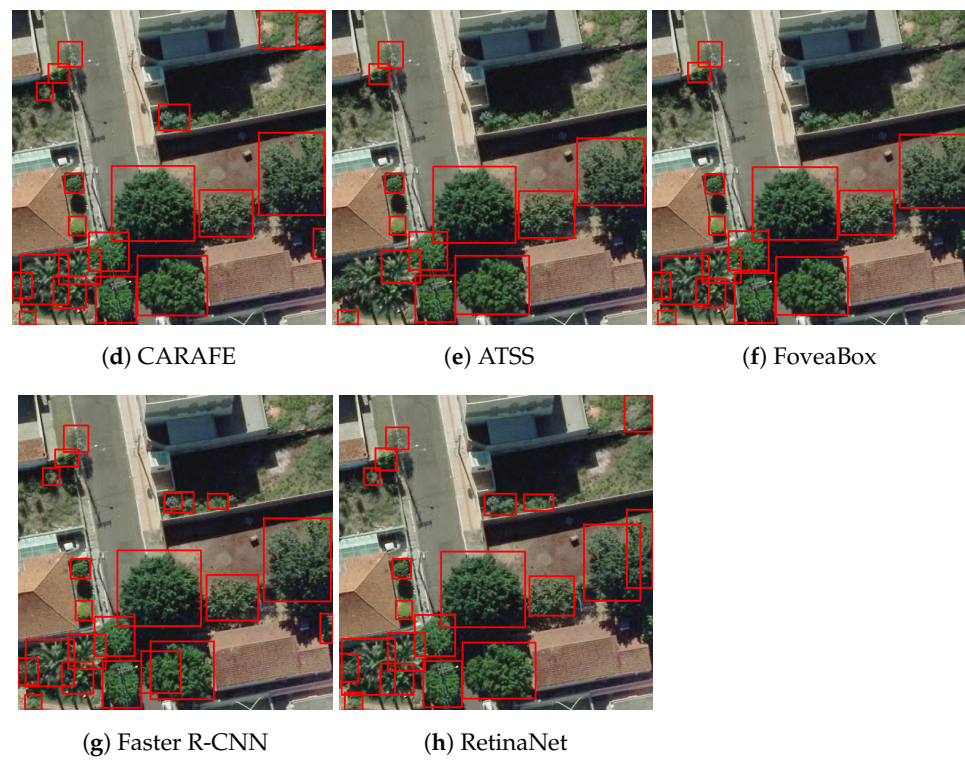 (d) CARAFE
(e) ATSS
(f) FoveaBox
(g) Faster R-CNN
(h) RetinaNet